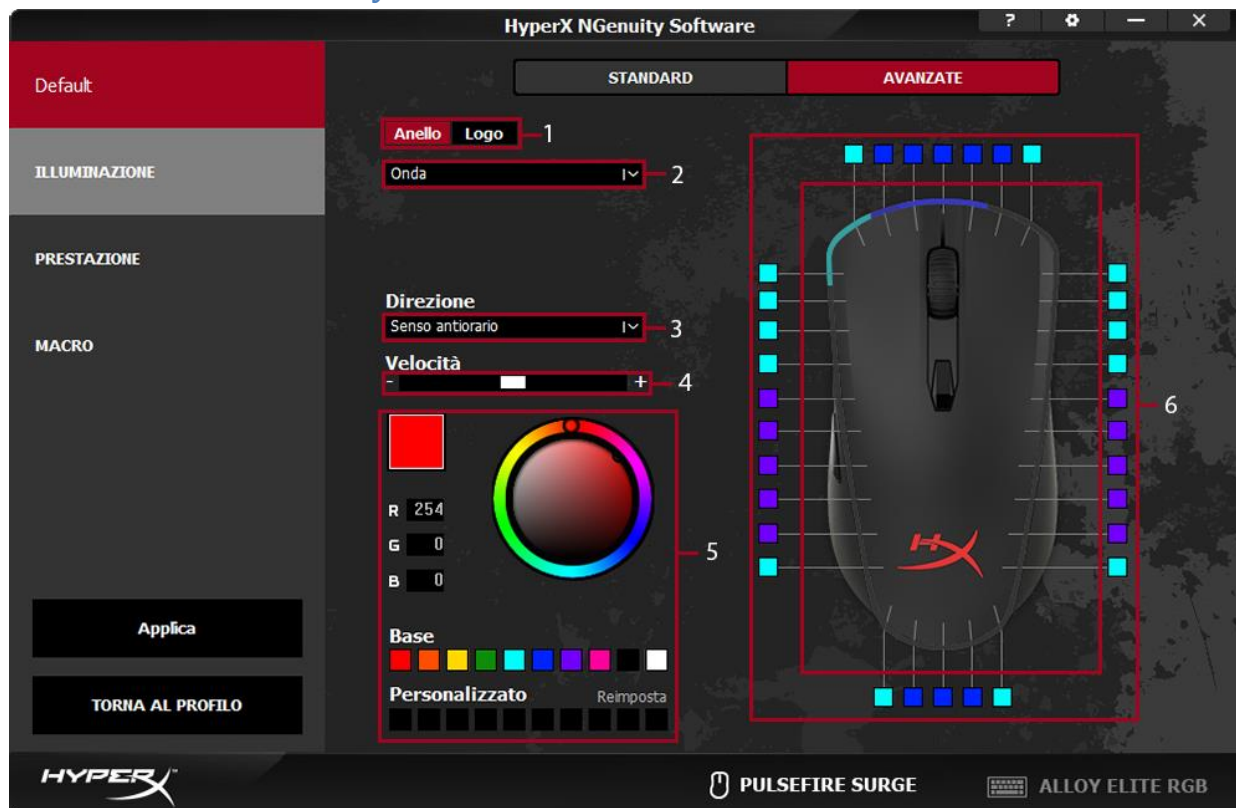 HyperX NGenuity Software
?
Default
STANDARD
AVANZATE
Anello Logo 1
ILLUMINAZIONE
Onda 2
PRESTAZIONE
Direzione
Senso antiorario 3
MACRO
Velocità
- + 4
6
R 254
G 0
5
B 0
Applica
Base
Personalizzato Reimposta
TORNA AL PROFILO
HYPERX
PULSEFIRE SURGE
ALLOY ELITE RGB